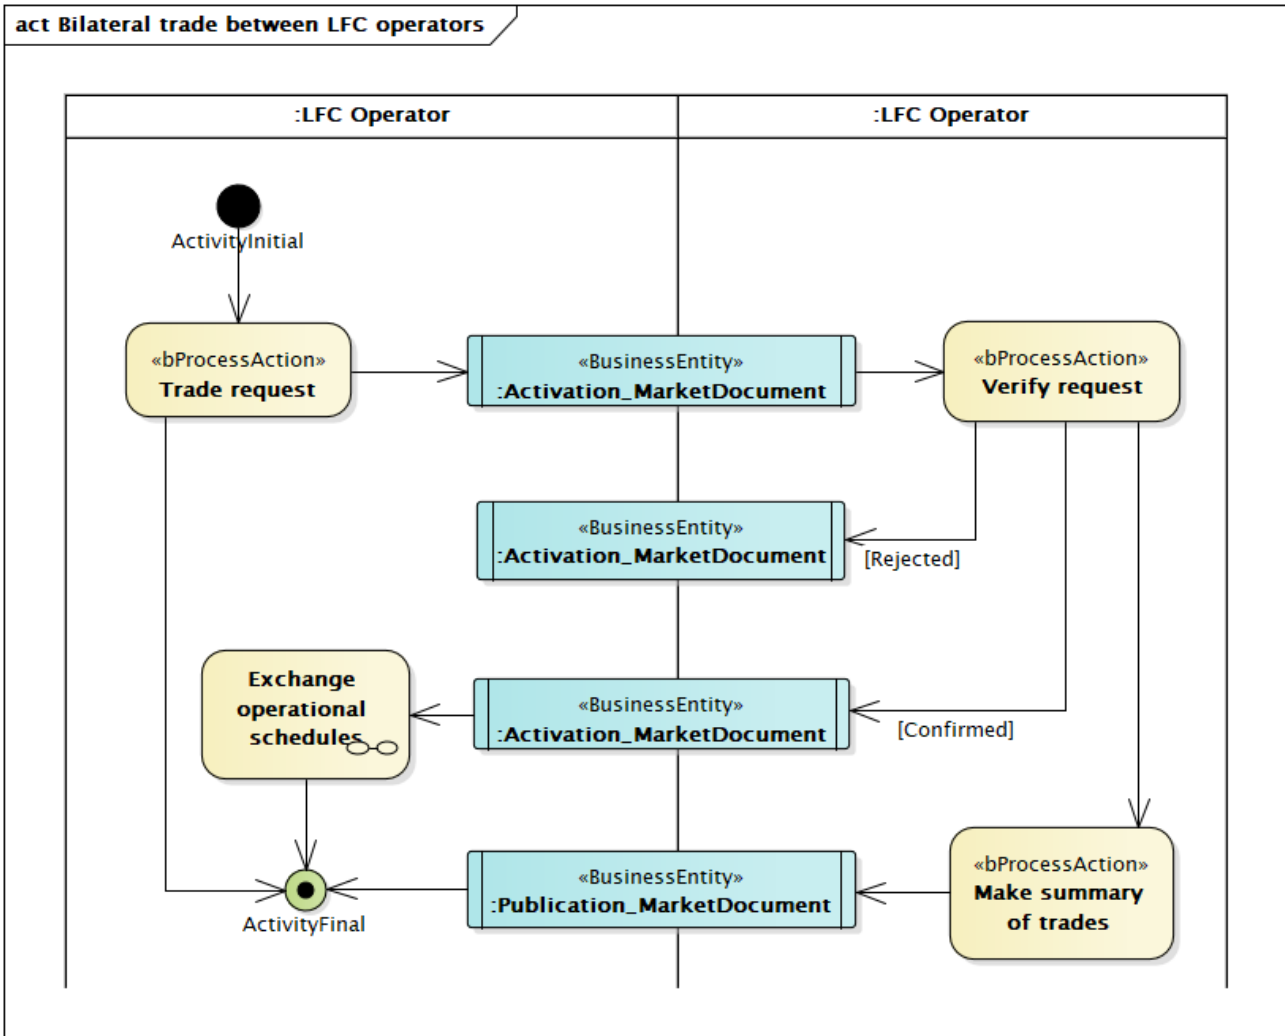 act Bilateral trade between LFC operators
:LFC Operator
:LFC Operator
ActivityInitial
«bProcessAction»
Trade request
«BusinessEntity»
:Activation_MarketDocument
«bProcessAction»
Verify request
«BusinessEntity»
:Activation_MarketDocument
[Rejected]
Exchange
operational
schedules
«BusinessEntity»
:Activation_MarketDocument
[Confirmed]
«BusinessEntity»
:Publication_MarketDocument
«bProcessAction»
Make summary
of trades
ActivityFinal